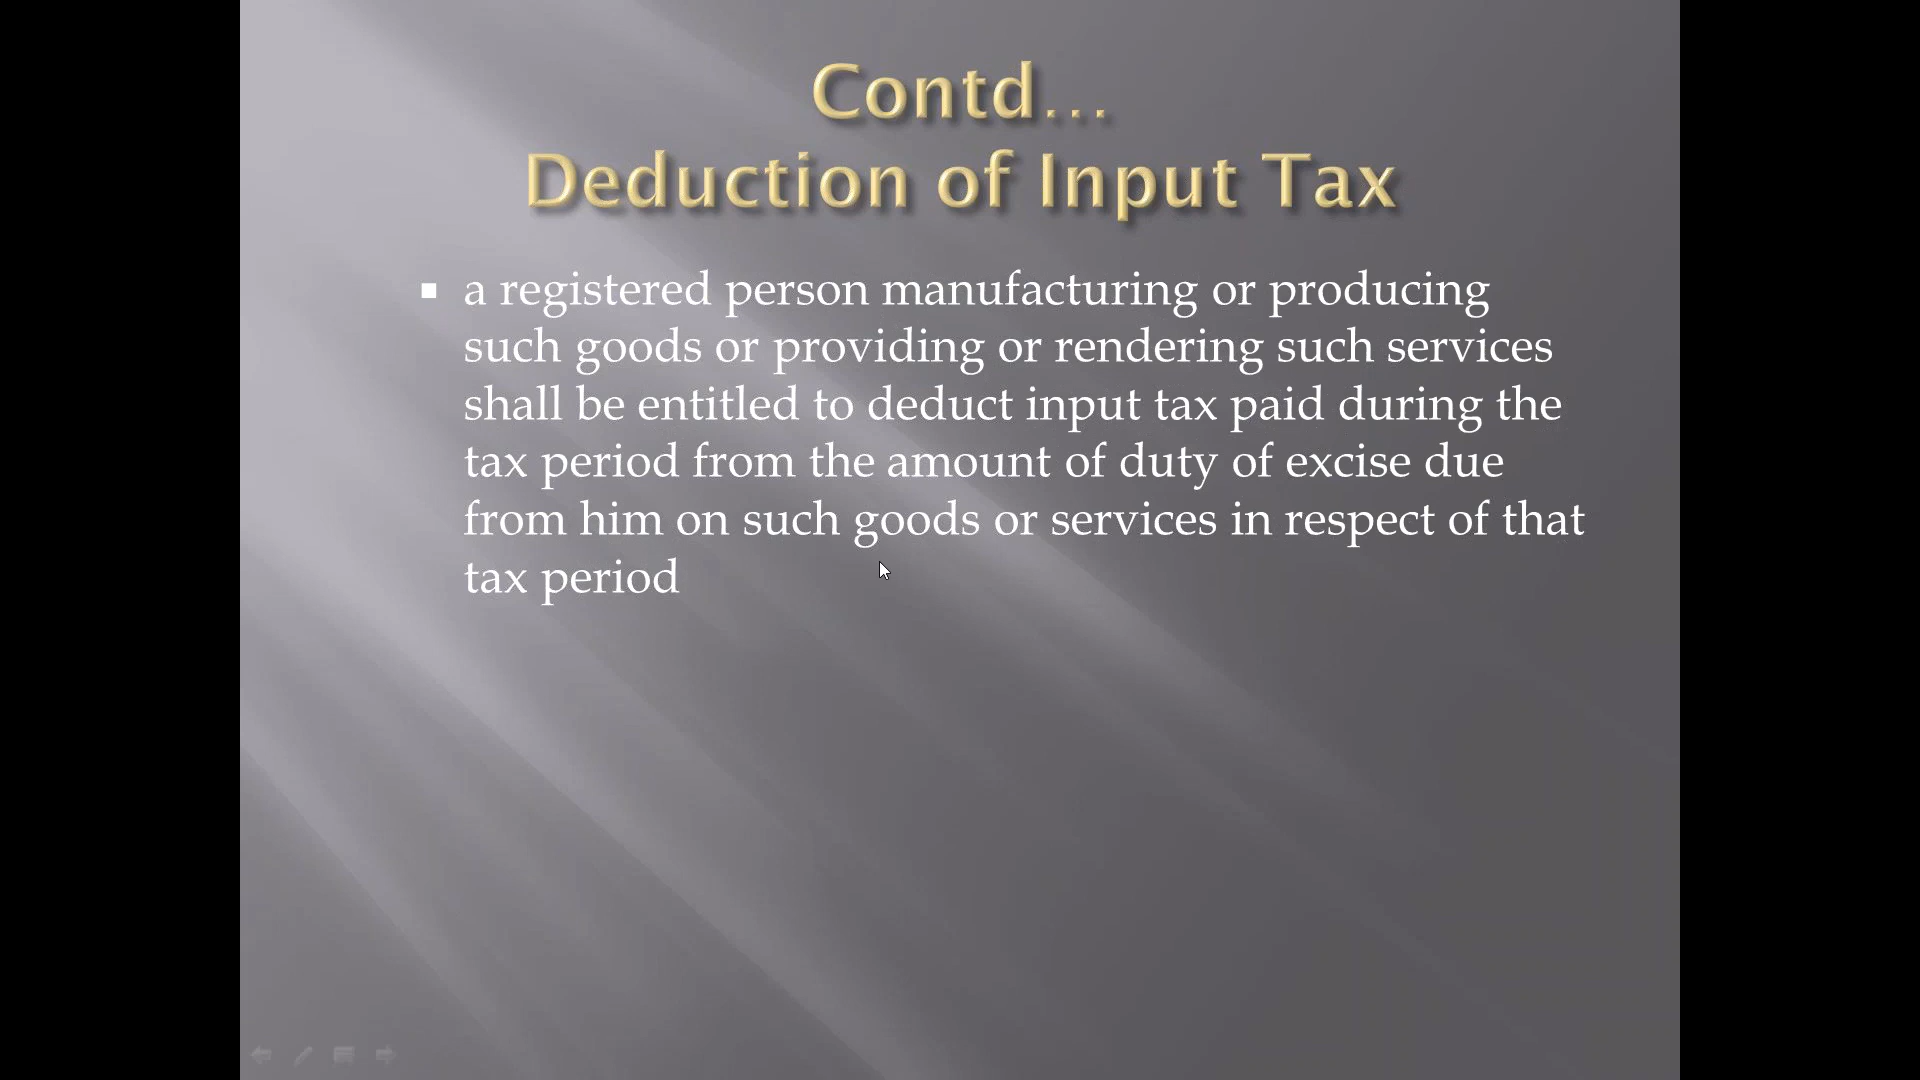 Contd...
Deduction of Input Tax
▪ a registered person manufacturing or producing
such goods or providing or rendering such services
shall be entitled to deduct input tax paid during the
tax period from the amount of duty of excise due
from him on such goods or services in respect of that
tax period